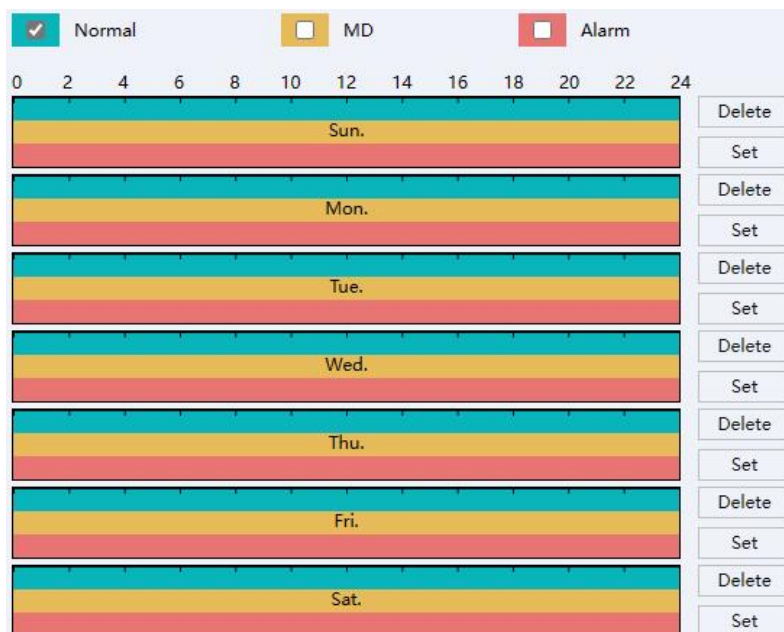 Normal MD Alarm
0 2 4 6 8 10 12 14 16 18 20 22 24
Delete
Sun.
Set
Delete
Mon.
Set
Delete
Tue.
Set
Delete
Wed.
Set
Delete
Thu.
Set
Delete
Fri.
Set
Delete
Sat.
Set